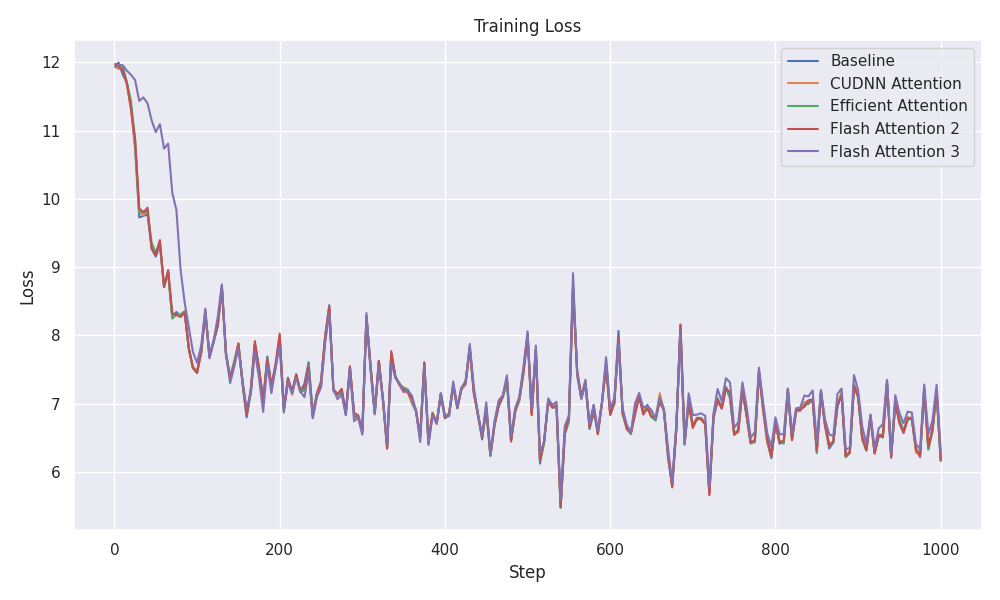 Training Loss
Baseline
CUDNN Attention
Efficient Attention
Flash Attention 2
Flash Attention 3
12
11
10
9
8
7
6
Loss
0 200 400 600 800 1000
Step